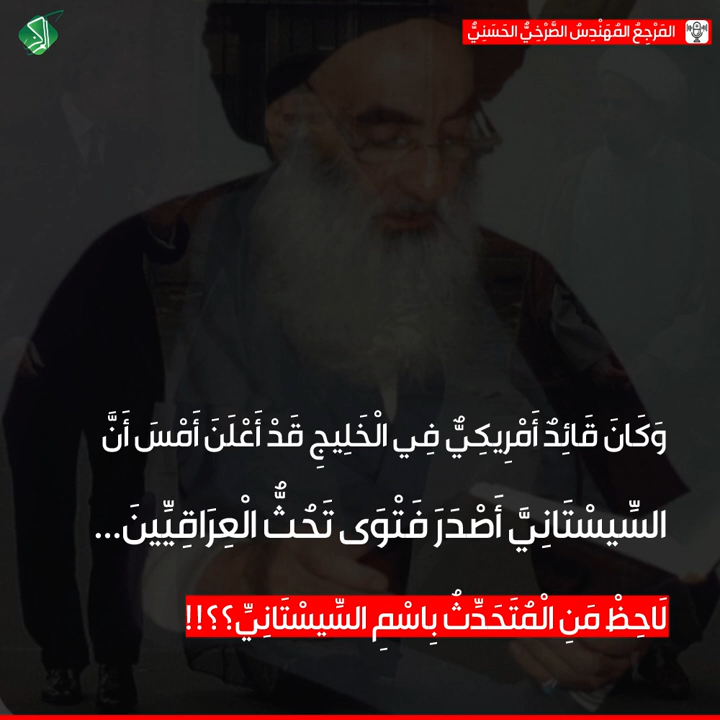 المَرْجِعُ المُهَنْدِسُ الصَّرْخِيُّ الحَسَنِيُّ
وَكَانَ قَائِدٌ أَمْرِيكِيٌّ فِي الْخَلِيجِ قَدْ أَعْلَنَ أَمْسَ أَنَّ
السِّيسْتَانِيَّ أَصْدَرَ فَتْوَى تَحُثُّ الْعِرَاقِيِّينَ...
لَاحِظْ مَنِ الْمُتَحَدِّثُ بِاسْمِ السِّيسْتَانِيِّ؟؟!!